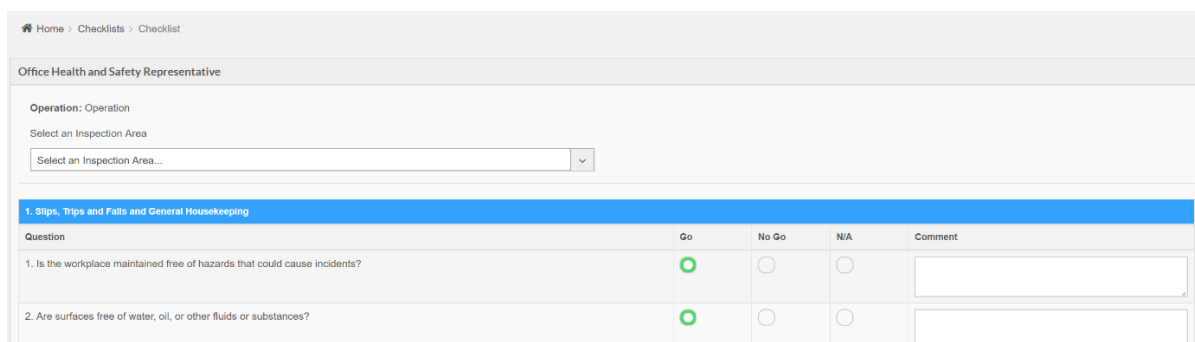 Home > Checklists > Checklist
Office Health and Safety Representative
Operation: Operation
Select an Inspection Area
Select an Inspection Area...
1. Slips, Trips and Falls and General Housekeeping
Question Go No Go N/A Comment
1. Is the workplace maintained free of hazards that could cause incidents?
2. Are surfaces free of water, oil, or other fluids or substances?